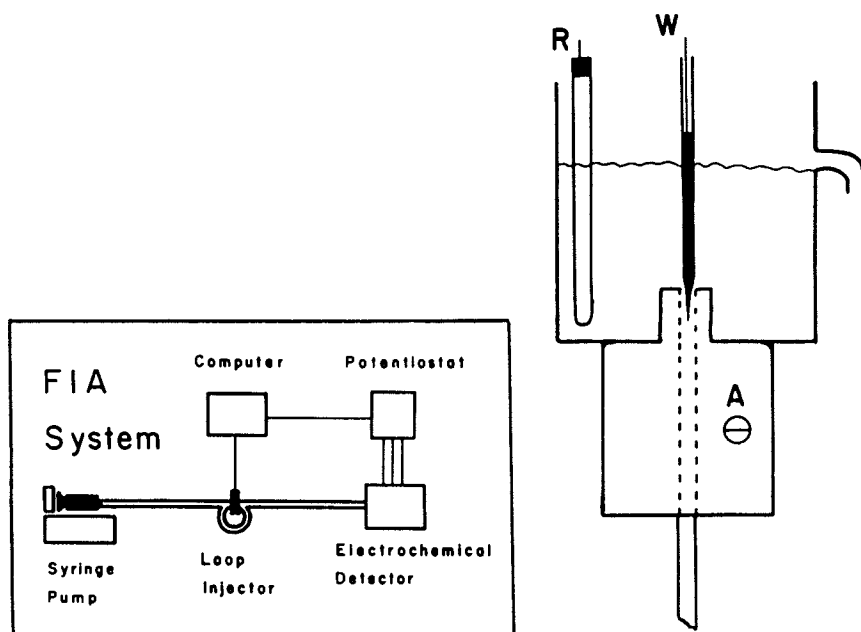 R
W
A
FIA
System
Computer
Potentiostat
Syringe
Pump
Loop
Injector
Electrochemical
Detector